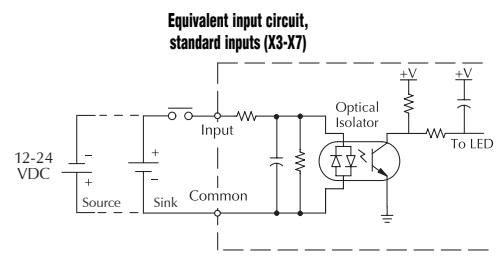 Equivalent input circuit,
standard inputs (X3-X7)
+V
+V
Optical
Isolator
Input
To LED
12-24
VDC
−
+
+
−
Source
Sink
Common